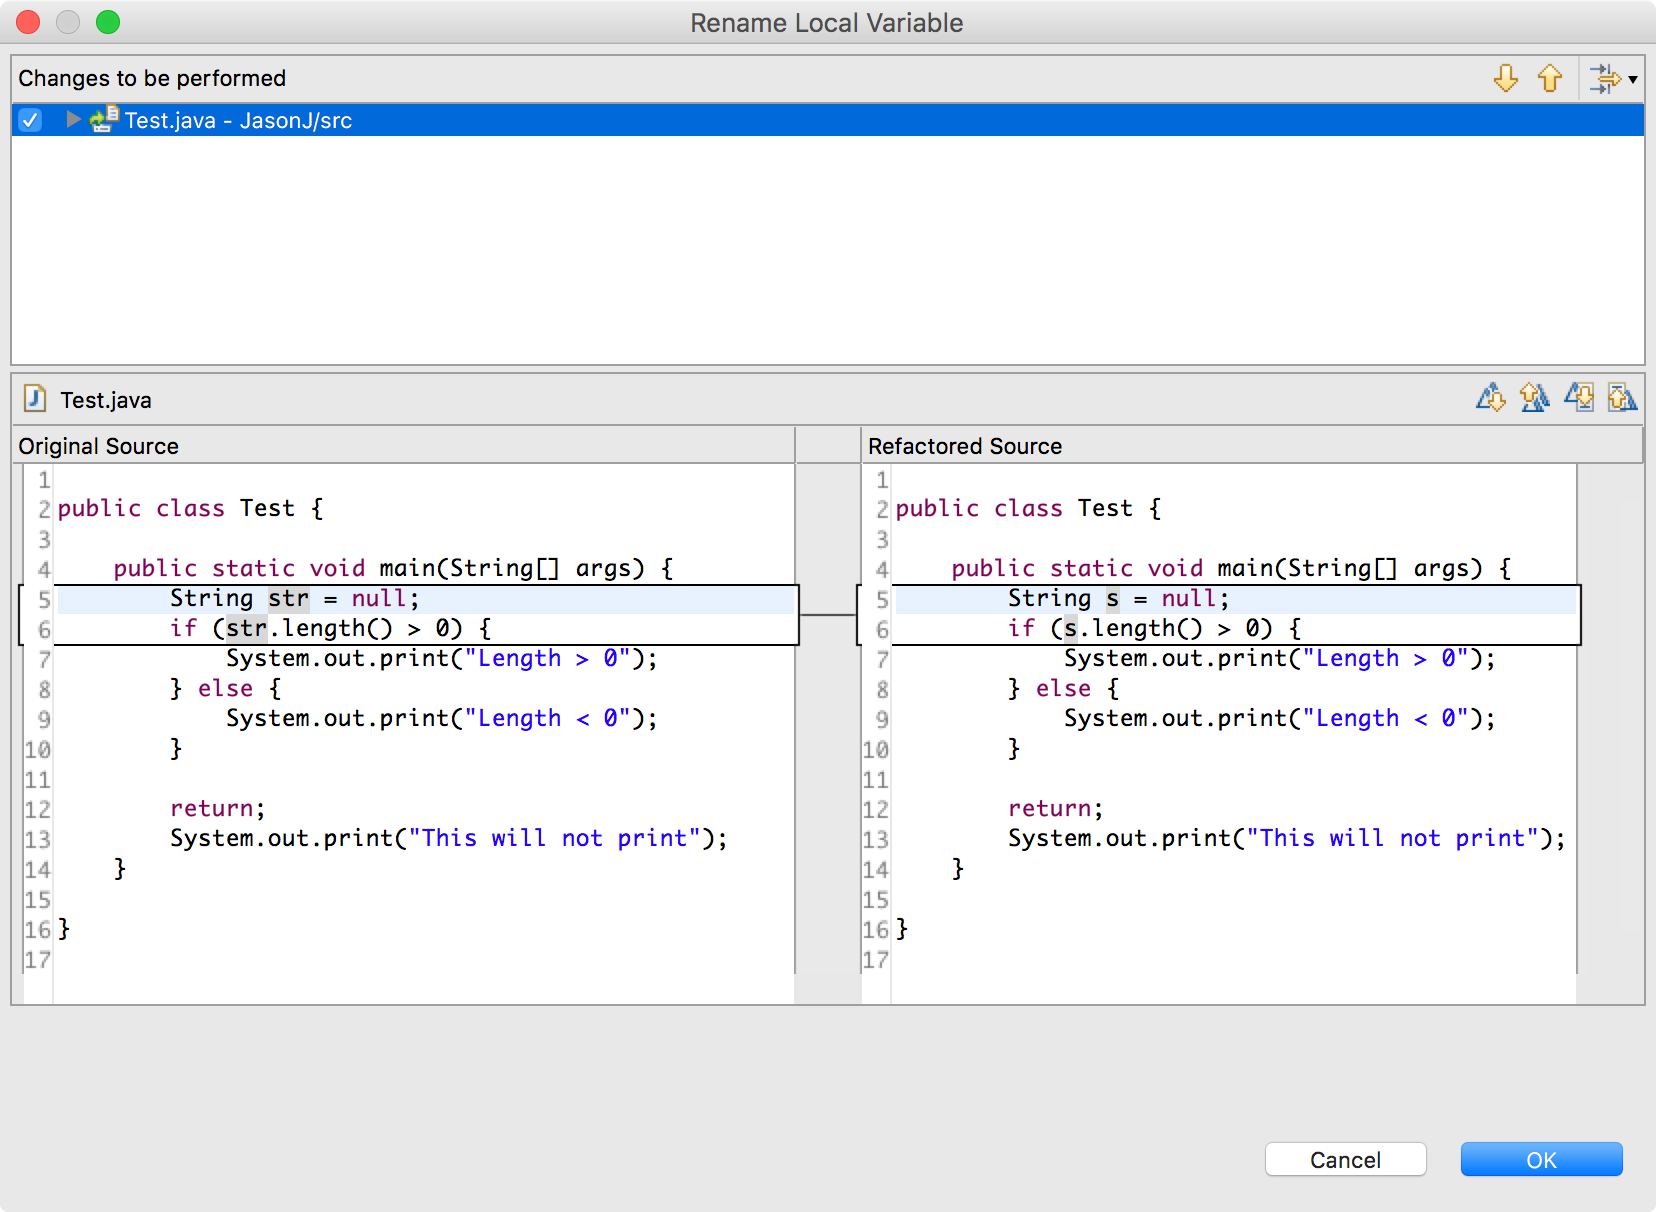 Rename Local Variable
Changes to be performed
Test.java - JasonJ/src
Test.java
Original Source
1
2 public class Test {
3
4     public static void main(String[] args) {
5         String str = null;
6         if (str.length() > 0) {
7             System.out.print("Length > 0");
8         } else {
9             System.out.print("Length < 0");
10         }
11
12         return;
13         System.out.print("This will not print");
14     }
15
16 }
17
Refactored Source
1
2 public class Test {
3
4     public static void main(String[] args) {
5         String s = null;
6         if (s.length() > 0) {
7             System.out.print("Length > 0");
8         } else {
9             System.out.print("Length < 0");
10         }
11
12         return;
13         System.out.print("This will not print");
14     }
15
16 }
17
Cancel
OK